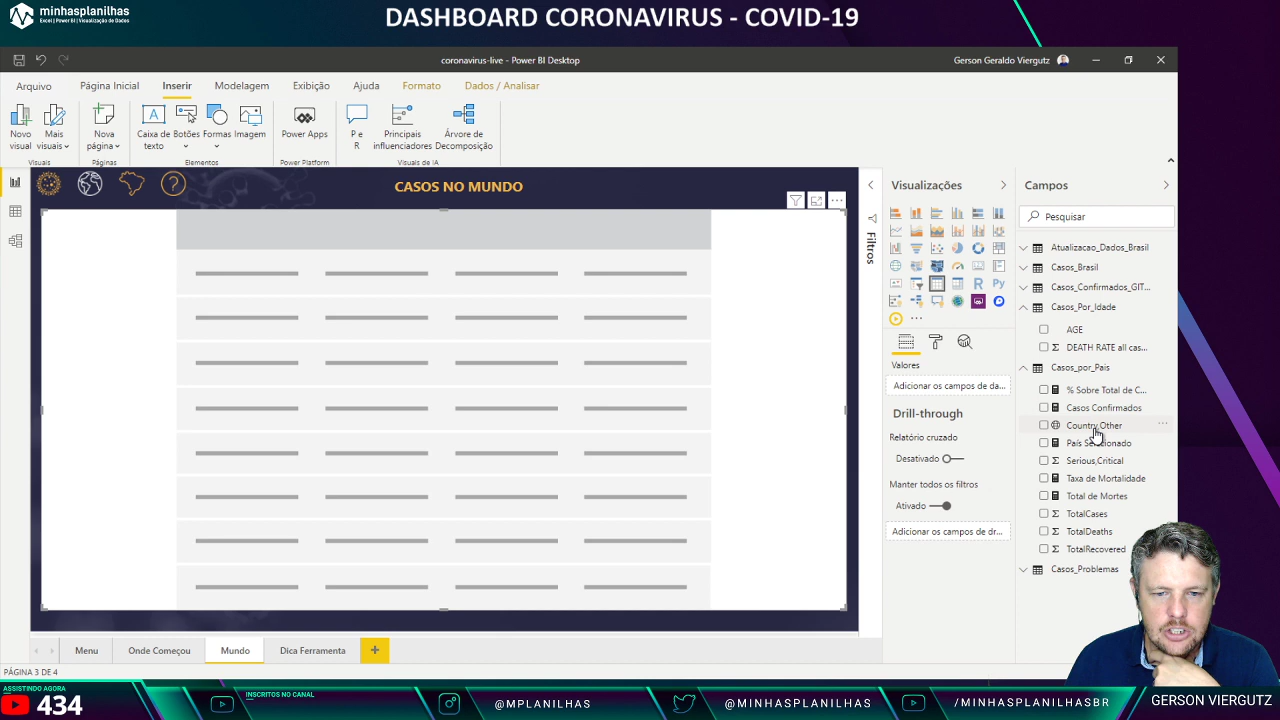 minhasplanilhas
Excel | Power BI | Visualização de Dados
DASHBOARD CORONAVIRUS - COVID-19
coronavirus-live - Power BI Desktop
Gerson Geraldo Viergutz
Arquivo
Página Inicial
Inserir
Modelagem
Exibição
Ajuda
Formato
Dados / Analisar
Novo visual
Mais visuais
Nova página
Caixa de texto
Botões
Formas
Imagem
Power Apps
P e R
Principais influenciadores
Árvore de Decomposição
Visuais
Páginas
Elementos
Power Platform
Visuais de IA
CASOS NO MUNDO
Filtros
Visualizações
R
Py
Valores
Adicionar os campos de da...
Drill-through
Relatório cruzado
Desativado
Manter todos os filtros
Ativado
Adicionar os campos de dr...
Campos
Pesquisar
Atualizacao_Dados_Brasil
Casos_Brasil
Casos_Confirmados_GIT...
Casos_Por_Idade
AGE
DEATH RATE all cas...
Casos_por_Pais
% Sobre Total de C...
Casos Confirmados
Country,Other
Serious,Critical
Taxa de Mortalidade
Total de Mortes
TotalCases
TotalDeaths
TotalRecovered
Casos_Problemas
Menu
Onde Começou
Mundo
Dica Ferramenta
PÁGINA 3 DE 4
ASSISTINDO AGORA
434
INSCRITOS NO CANAL
@MPLANILHAS
@MINHASPLANILHAS
/MINHASPLANILHASBR
GERSON VIERGUTZ